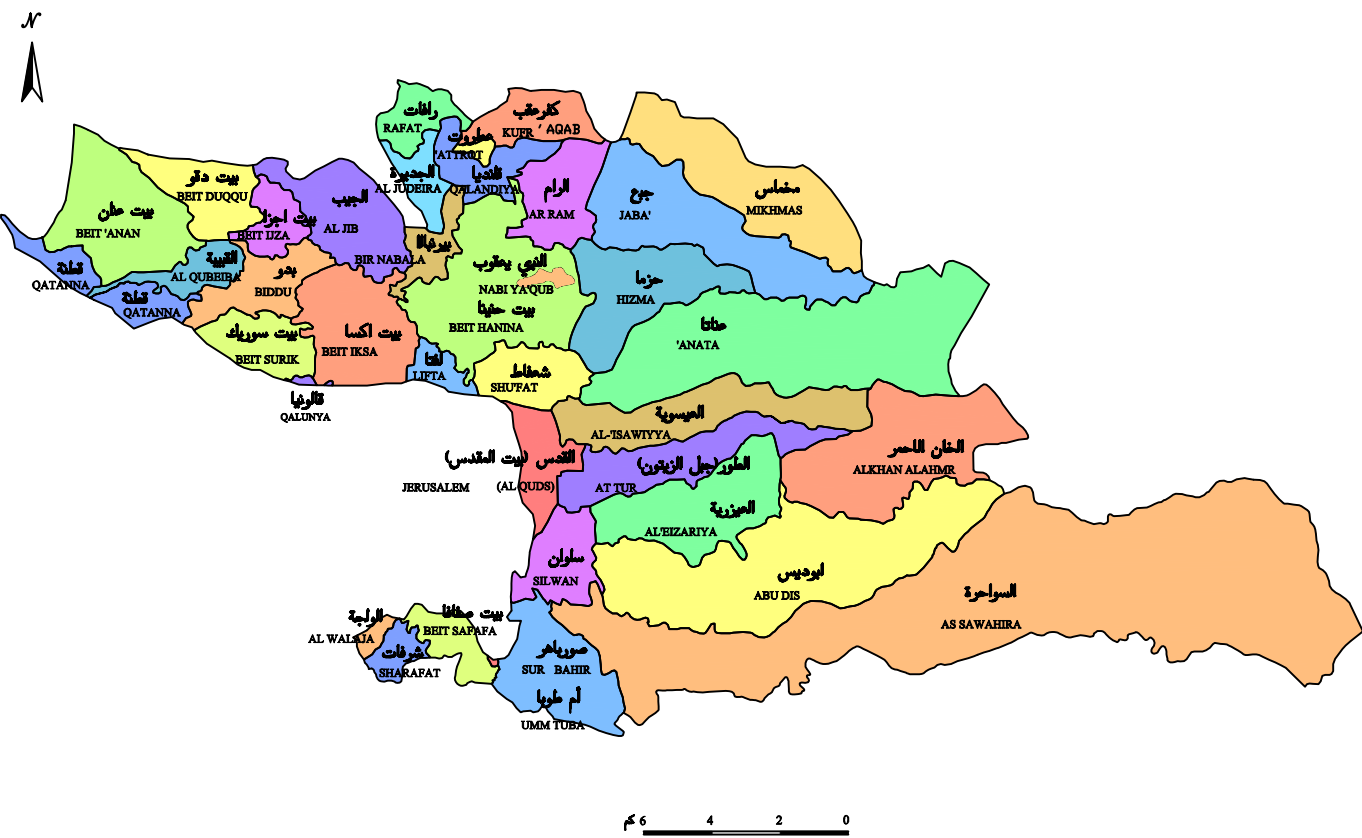 N
رافات
RAFAT
كفرعقب
KUFR 'AQAB
عطروت
'ATTROT
الجديرة
AL JUDEIRA
قلنديا
QALANDIYA
الرام
AR RAM
جبع
JABA'
مخماس
MIKHMAS
بيت دقو
BEIT DUQQU
بيت عنان
BEIT 'ANAN
بيت اجزا
BEIT IJZA
الجيب
AL JIB
بيرنبالا
BIR NABALA
قطنة
QATANNA
القبيبة
AL QUBEIBA
قطنة
QATANNA
بدو
BIDDU
النبي يعقوب
NABI YA'QUB
بيت حنينا
BEIT HANINA
حزما
HIZMA
عناتا
'ANATA
بيت سوريك
BEIT SURIK
بيت اكسا
BEIT IKSA
لفتا
LIFTA
شعفاط
SHU'FAT
قالونيا
QALUNYA
العيسوية
AL-'ISAWIYYA
القدس (بيت المقدس)
JERUSALEM (AL QUDS)
الطور(جبل الزيتون)
AT TUR
الخان الاحمر
ALKHAN ALAHMR
العيزرية
AL'EIZARIYA
سلوان
SILWAN
ابوديس
ABU DIS
السواحرة
AS SAWAHIRA
الولجة
AL WALAJA
بيت صفافا
BEIT SAFAFA
شرفات
SHARAFAT
صورباهر
SUR BAHIR
أم طوبا
UMM TUBA
كم 6 4 2 0